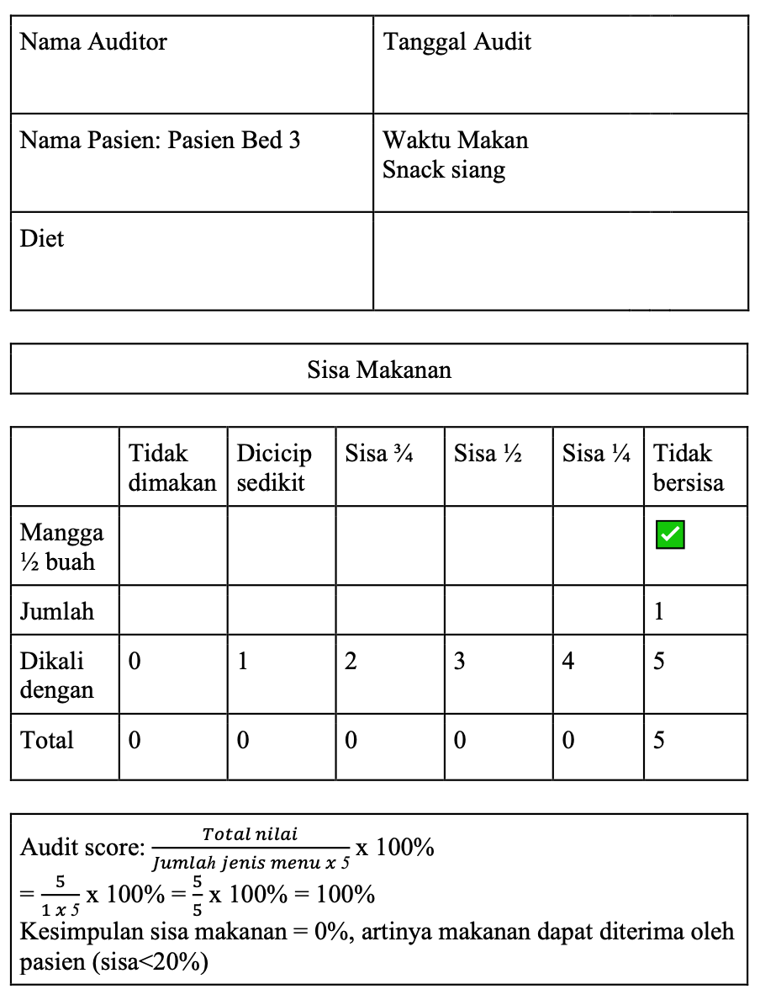 Nama Auditor
Tanggal Audit
Nama Pasien: Pasien Bed 3
Waktu Makan
Snack siang
Diet
Sisa Makanan
Tidak dimakan
Dicicip sedikit
Sisa ¾
Sisa ½
Sisa ¼
Tidak bersisa
Mangga ½ buah
Jumlah 1
Dikali dengan 0 1 2 3 4 5
Total 0 0 0 0 0 5
Audit score: Total nilai / Jumlah jenis menu x 5 x 100%
= 5 / 1 x 5 x 100% = 5 / 5 x 100% = 100%
Kesimpulan sisa makanan = 0%, artinya makanan dapat diterima oleh
pasien (sisa<20%)